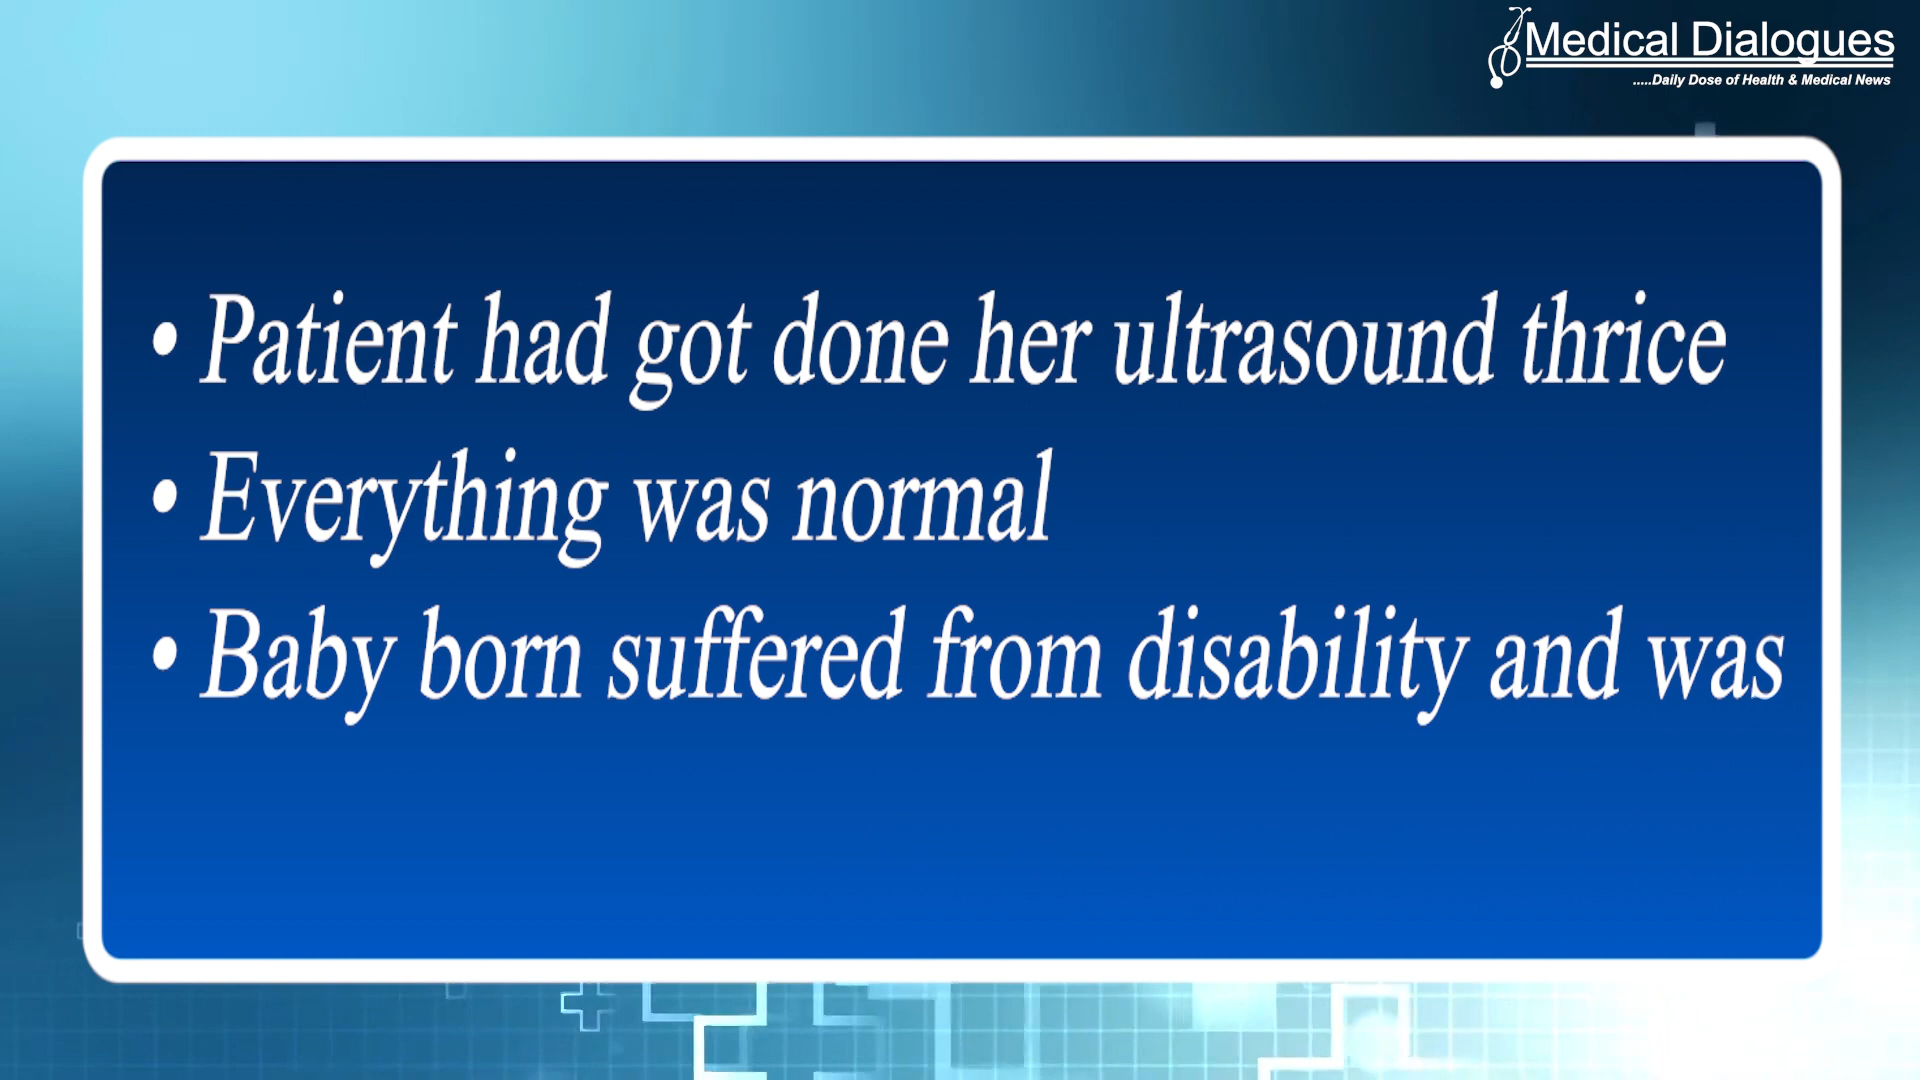 Medical Dialogues
.....Daily Dose of Health & Medical News
• Patient had got done her ultrasound thrice
• Everything was normal
• Baby born suffered from disability and was